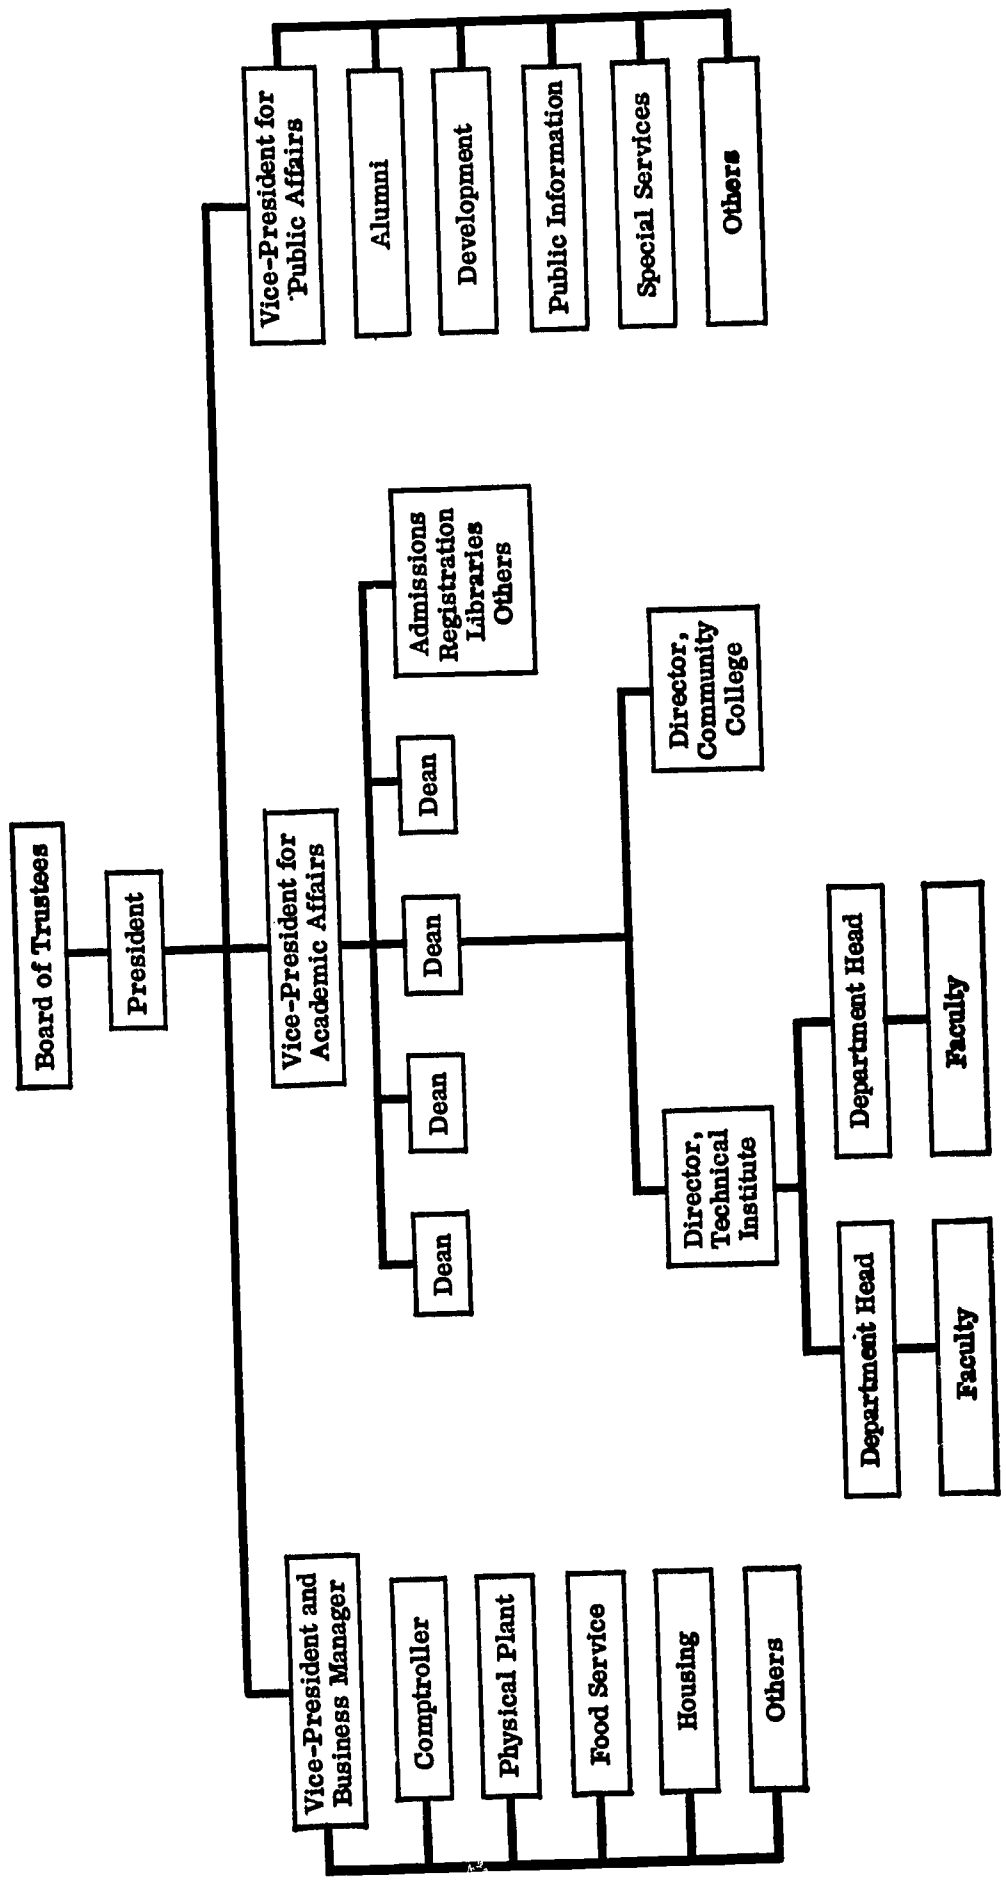 Board of Trustees
President
Vice-President and
Business Manager
Comptroller
Physical Plant
Food Service
Housing
Others
Vice-President for
Academic Affairs
Dean
Dean
Dean
Dean
Admissions
Registration
Libraries
Others
Director,
Technical
Institute
Director,
Community
College
Department Head
Faculty
Department Head
Faculty
Vice-President for
Public Affairs
Alumni
Development
Public Information
Special Services
Others